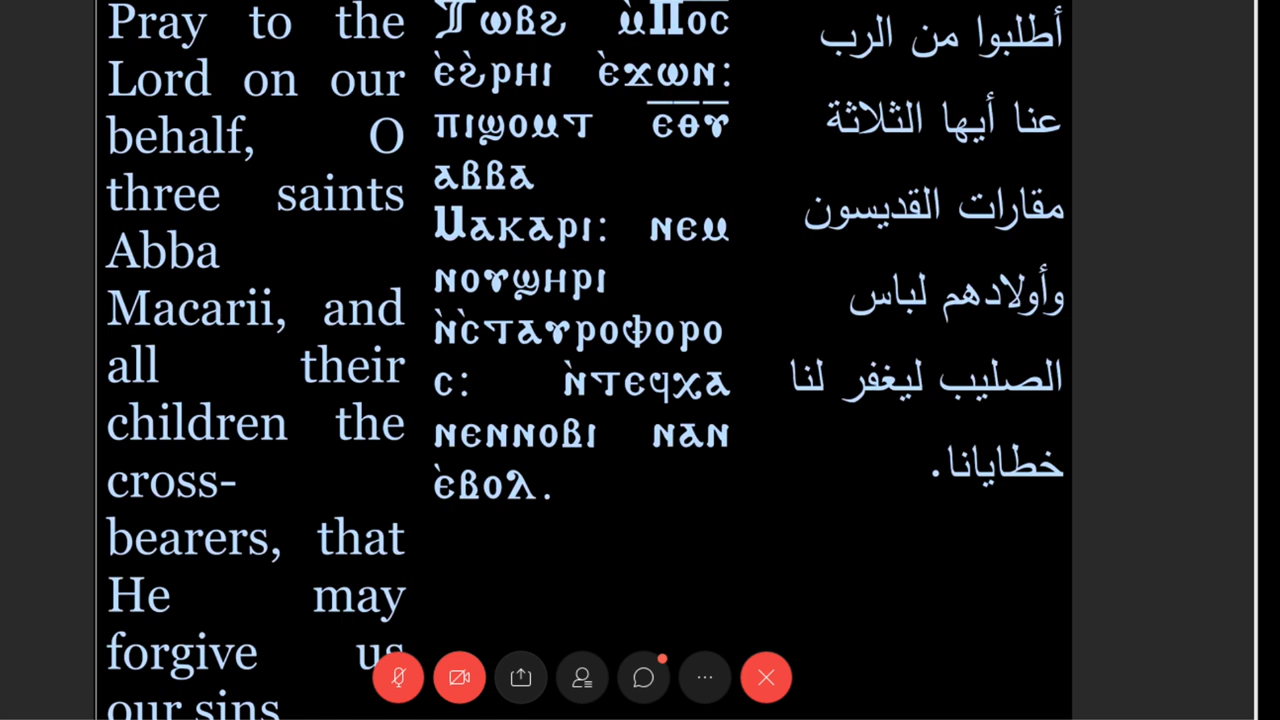 Pray to the
Lord on our
behalf, O
three saints
Abba
Macarii, and
all their
children the
cross-
bearers, that
He may
forgive us
our sins
Ⲧⲱⲃϩ ⲙ̀Ⲡⲟ̅ⲥ̅
ⲉ̀ϩ̀ⲣⲏⲓ ⲉ̀ϫⲱⲛ:
ⲡⲓϣⲟⲙⲧ ⲉ̅ⲑ̅ⲩ̅
ⲁⲃⲃⲁ
Ⲙⲁⲕⲁⲣⲓ: ⲛⲉⲙ
ⲛⲟⲩϣⲏⲣⲓ
ⲛ̀ⲥ̀ⲧⲁⲩⲣⲟⲫⲟⲣⲟ
ⲥ: ⲛ̀ⲧⲉϥⲭⲁ
ⲛⲉⲛⲛⲟⲃⲓ ⲛⲁⲛ
ⲉ̀ⲃⲟⲗ.
أطلبوا من الرب
عنا أيها الثلاثة
مقارات القديسون
وأولادهم لباس
الصليب ليغفر لنا
خطايانا.